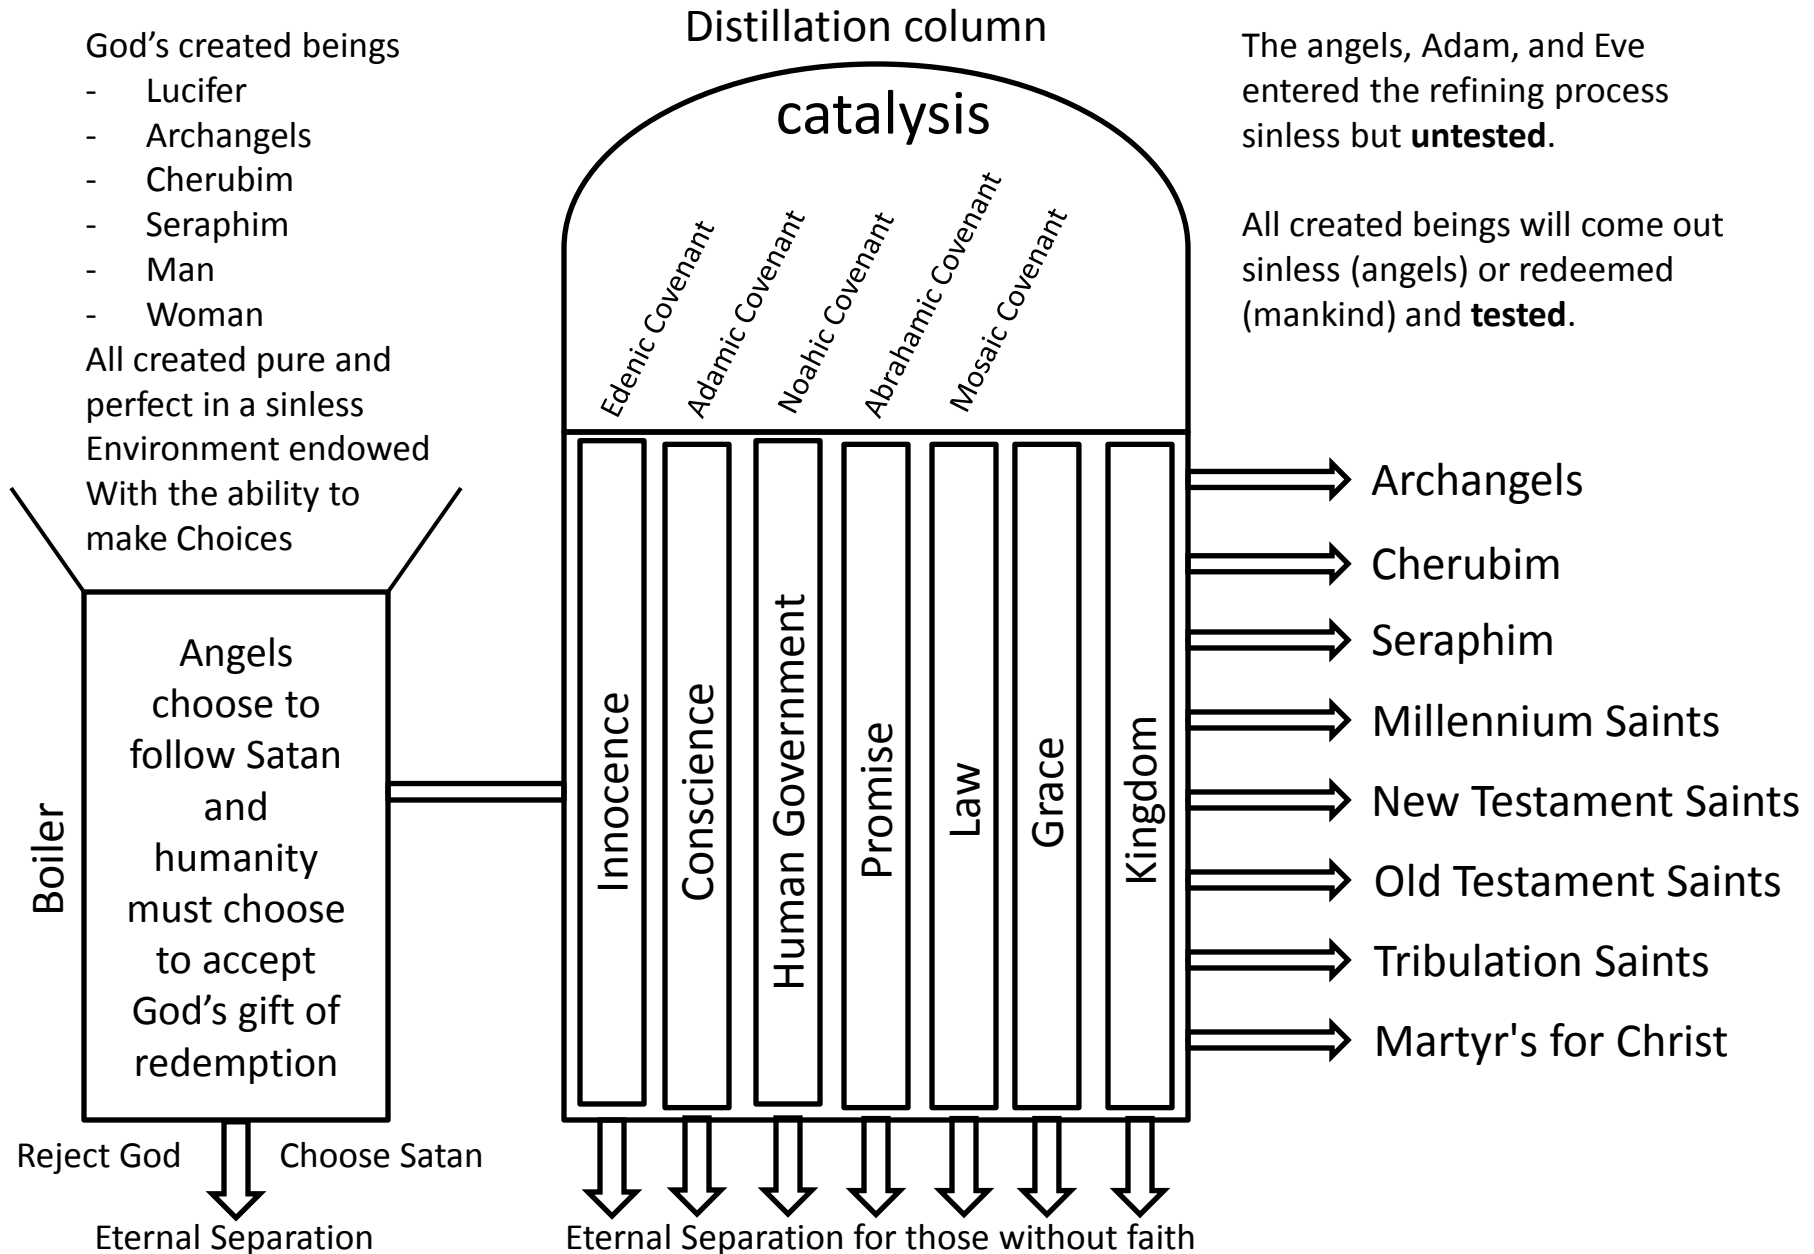 God's created beings
- Lucifer
- Archangels
- Cherubim
- Seraphim
- Man
- Woman
All created pure and
perfect in a sinless
Environment endowed
With the ability to
make Choices
Boiler
Angels
choose to
follow Satan
and
humanity
must choose
to accept
God's gift of
redemption
Reject God
Choose Satan
Eternal Separation
Distillation column
catalysis
Edenic Covenant
Adamic Covenant
Noahic Covenant
Abrahamic Covenant
Mosaic Covenant
Innocence
Conscience
Human Government
Promise
Law
Grace
Kingdom
Eternal Separation for those without faith
The angels, Adam, and Eve
entered the refining process
sinless but untested.
All created beings will come out
sinless (angels) or redeemed
(mankind) and tested.
Archangels
Cherubim
Seraphim
Millennium Saints
New Testament Saints
Old Testament Saints
Tribulation Saints
Martyr's for Christ